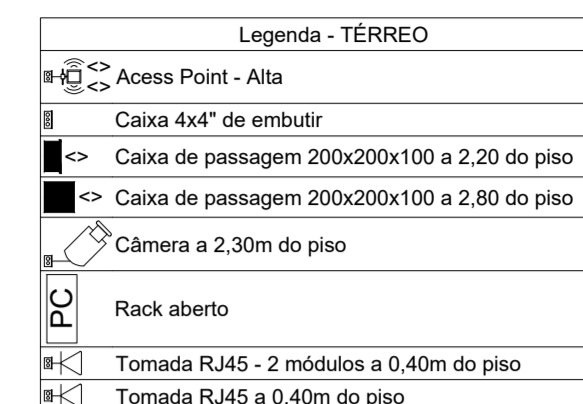 Legenda - TÉRREO
<>
<> Acess Point - Alta
Caixa 4x4" de embutir
<> Caixa de passagem 200x200x100 a 2,20 do piso
<> Caixa de passagem 200x200x100 a 2,80 do piso
Câmera a 2,30m do piso
PC Rack aberto
Tomada RJ45 - 2 módulos a 0,40m do piso
Tomada RJ45 a 0,40m do piso